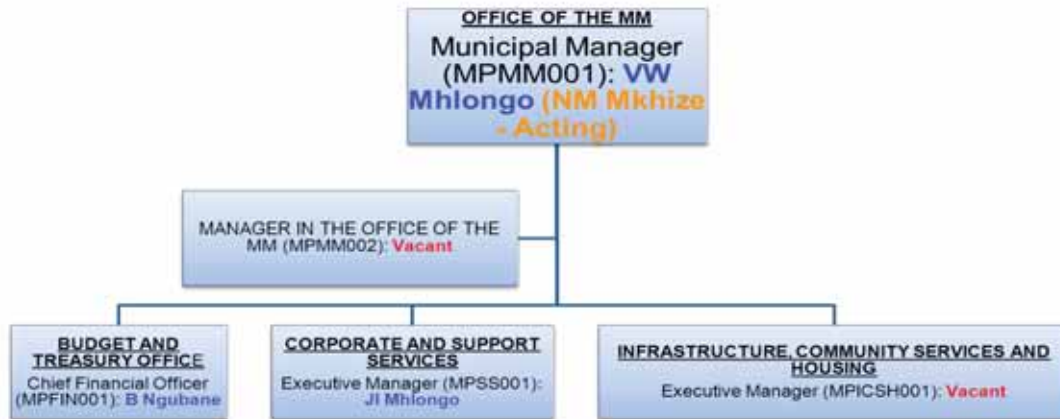 OFFICE OF THE MM
Municipal Manager
(MPMM001): VW
Mhlongo (NM Mkhize
- Acting)
MANAGER IN THE OFFICE OF THE
MM (MPMM002): Vacant
BUDGET AND
TREASURY OFFICE
Chief Financial Officer
(MPFIN001): B Ngubane
CORPORATE AND SUPPORT
SERVICES
Executive Manager (MPSS001):
JI Mhlongo
INFRASTRUCTURE, COMMUNITY SERVICES AND
HOUSING
Executive Manager (MPICSH001): Vacant